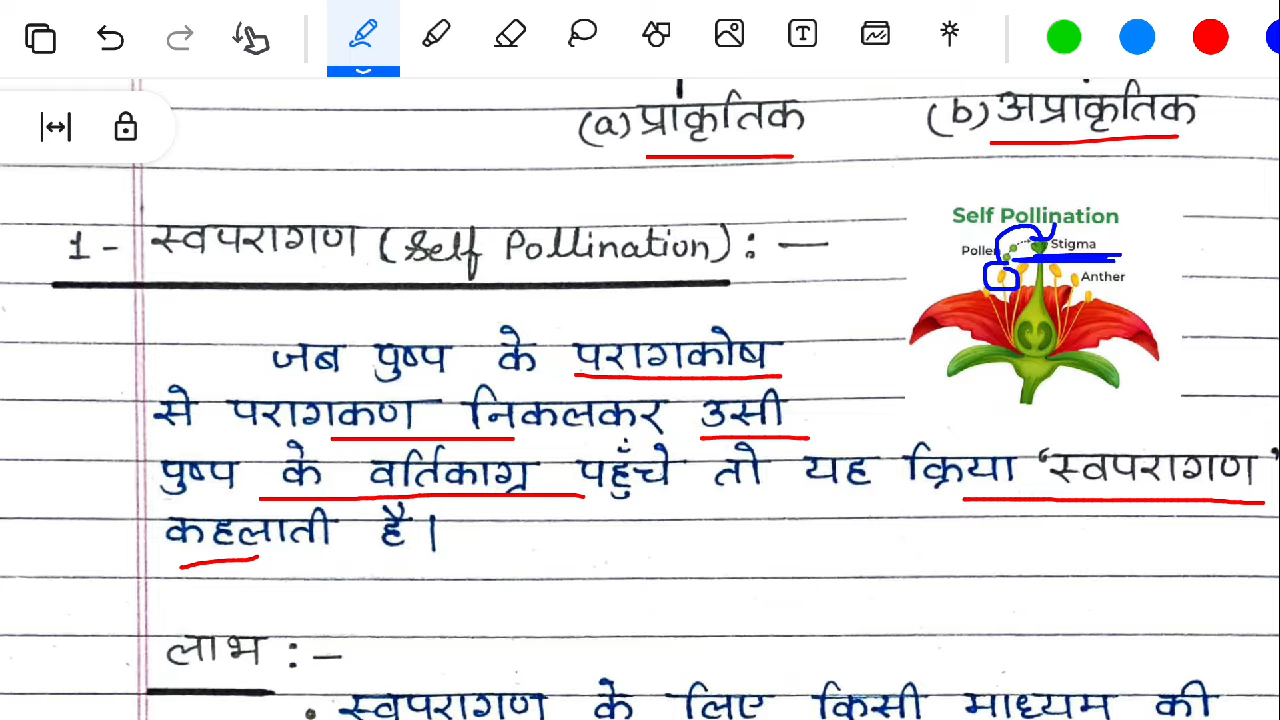 (a) प्राकृतिक (b) अप्राकृतिक
1 - स्वपरागण (Self Pollination) : —
Self Pollination
Pollen Stigma
Anther
जब पुष्प के परागकोष
से परागकण निकलकर उसी
पुष्प के वर्तिकाग्र पहुँचे तो यह क्रिया ‘स्वपरागण’
कहलाती है।
लाभ : —
• स्वपरागण के लिए किसी माध्यम की